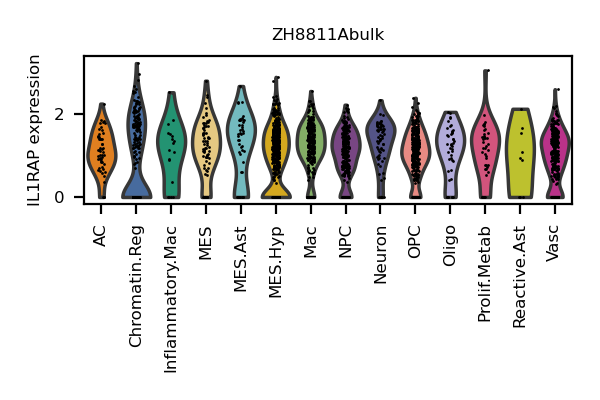 ZH8811Abulk
IL1RAP expression
2
0
AC
Chromatin.Reg
Inflammatory.Mac
MES
MES.Ast
MES.Hyp
Mac
NPC
Neuron
OPC
Oligo
Prolif.Metab
Reactive.Ast
Vasc